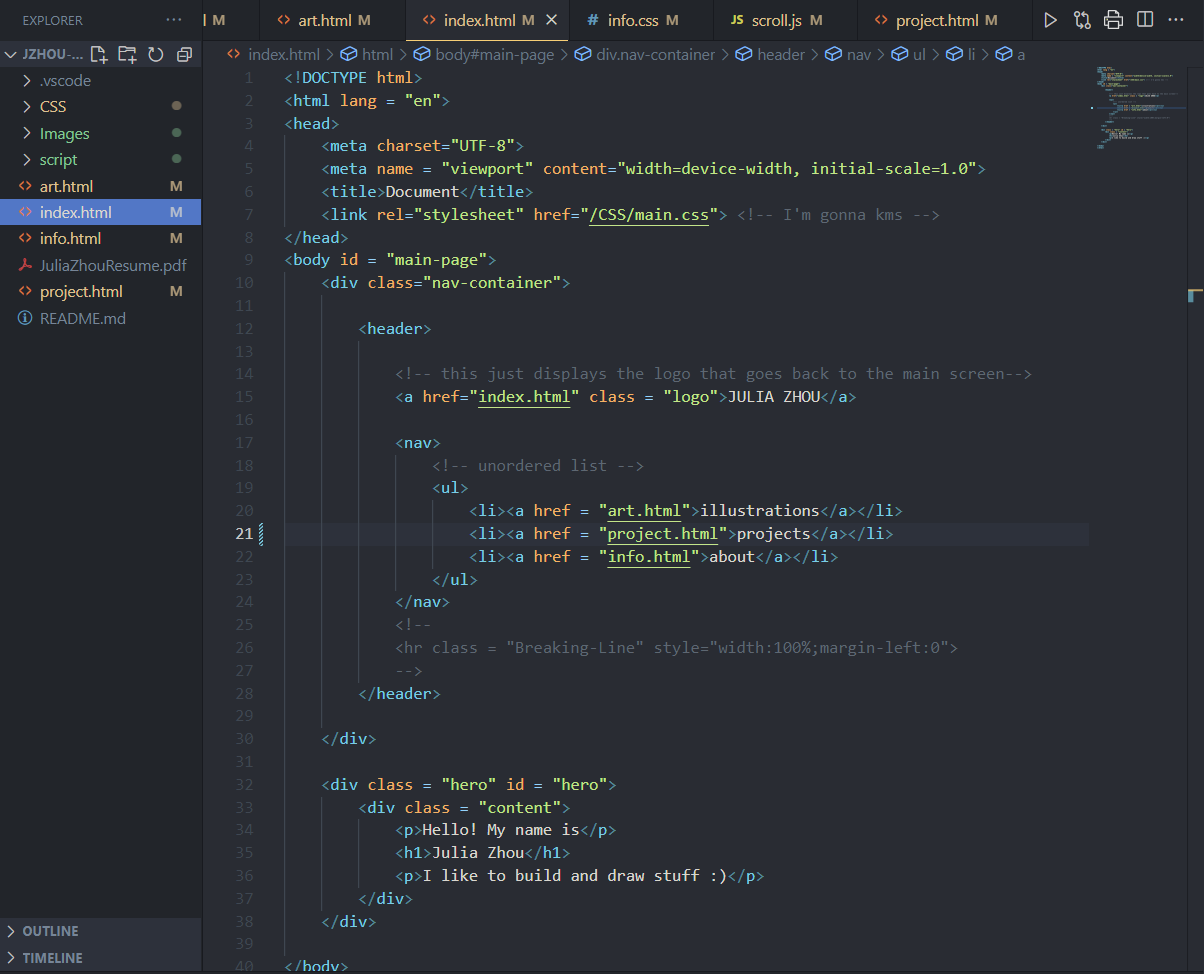 EXPLORER ···
l M
<> art.html M
<> index.html M ×
# info.css M
JS scroll.js M
<> project.html M
···
JZHOU-...
.vscode
CSS
Images
script
<> art.html M
<> index.html M
<> info.html M
JuliaZhouResume.pdf
<> project.html M
README.md
OUTLINE
TIMELINE
<> index.html > html > body#main-page > div.nav-container > header > nav > ul > li > a
1 <!DOCTYPE html>
2 <html lang = "en">
3 <head>
4 <meta charset="UTF-8">
5 <meta name = "viewport" content="width=device-width, initial-scale=1.0">
6 <title>Document</title>
7 <link rel="stylesheet" href="/CSS/main.css"> <!-- I'm gonna kms -->
8 </head>
9 <body id = "main-page">
10 <div class="nav-container">
11
12 <header>
13
14 <!-- this just displays the logo that goes back to the main screen-->
15 <a href="index.html" class = "logo">JULIA ZHOU</a>
16
17 <nav>
18 <!-- unordered list -->
19 <ul>
20 <li><a href = "art.html">illustrations</a></li>
21 <li><a href = "project.html">projects</a></li>
22 <li><a href = "info.html">about</a></li>
23 </ul>
24 </nav>
25 <!--
26 <hr class = "Breaking-Line" style="width:100%;margin-left:0">
27 -->
28 </header>
29
30 </div>
31
32 <div class = "hero" id = "hero">
33 <div class = "content">
34 <p>Hello! My name is</p>
35 <h1>Julia Zhou</h1>
36 <p>I like to build and draw stuff :)</p>
37 </div>
38 </div>
39
40 </body>